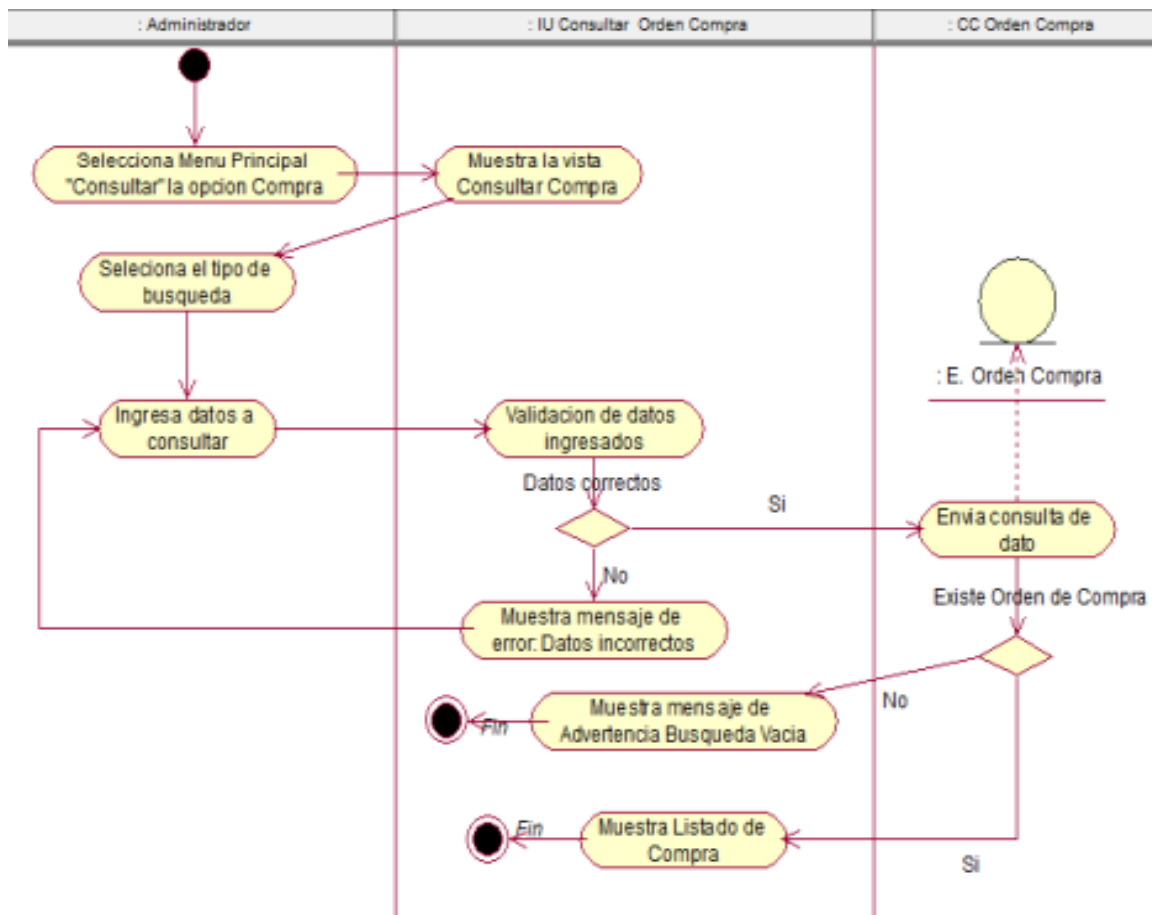 : Administrador
: IU Consultar Orden Compra
: CC Orden Compra
Selecciona Menu Principal
"Consultar" la opcion Compra
Muestra la vista
Consultar Compra
Seleciona el tipo de
busqueda
: E. Orden Compra
Ingresa datos a
consultar
Validacion de datos
ingresados
Datos correctos
Si
Envia consulta de
dato
No
Existe Orden de Compra
Muestra mensaje de
error: Datos incorrectos
No
Muestra mensaje de
Advertencia Busqueda Vacia
Fin
Muestra Listado de
Compra
Fin
Si